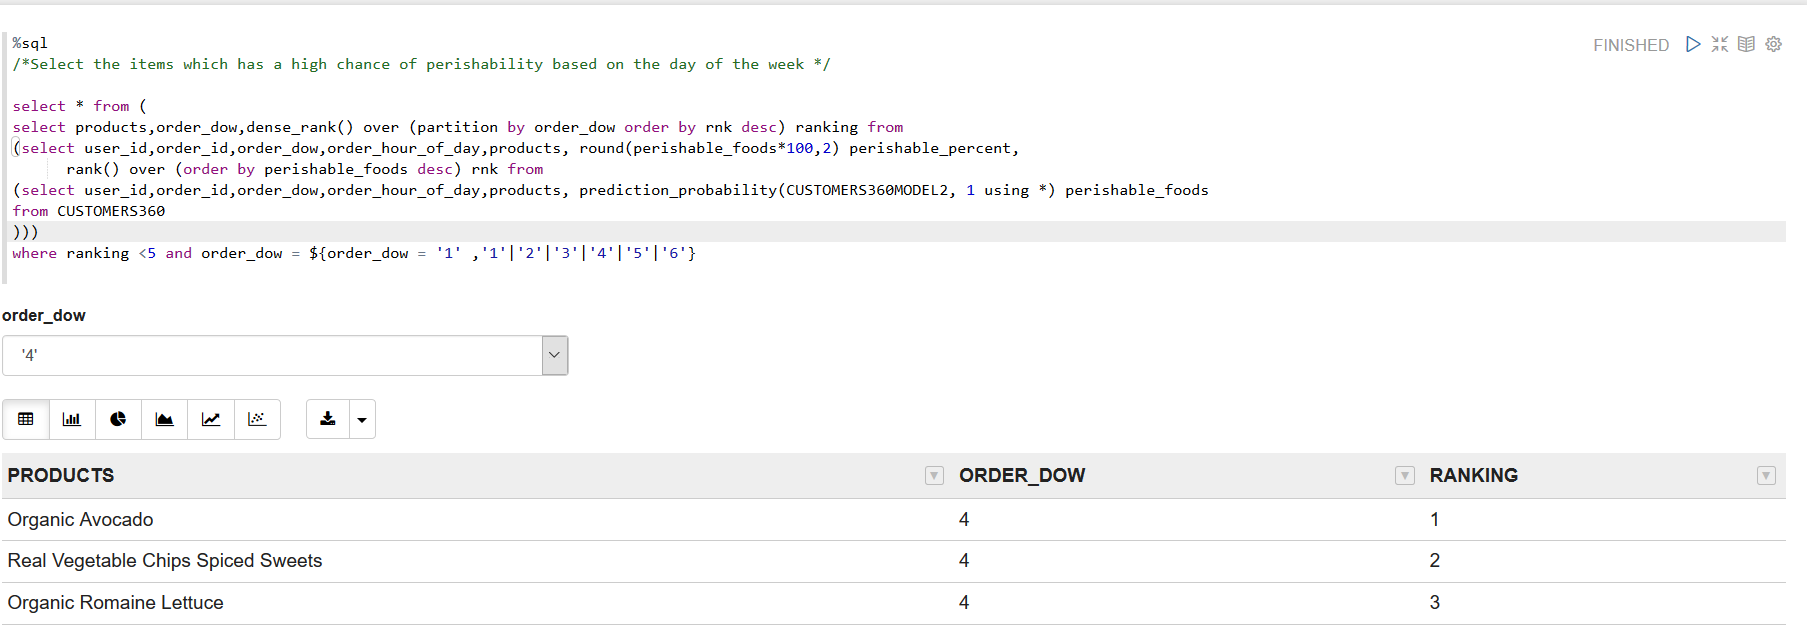 %sql
FINISHED
/*Select the items which has a high chance of perishability based on the day of the week */
select * from (
select products,order_dow,dense_rank() over (partition by order_dow order by rnk desc) ranking from
(select user_id,order_id,order_dow,order_hour_of_day,products, round(perishable_foods*100,2) perishable_percent,
rank() over (order by perishable_foods desc) rnk from
(select user_id,order_id,order_dow,order_hour_of_day,products, prediction_probability(CUSTOMERS360MODEL2, 1 using *) perishable_foods
from CUSTOMERS360
)))
where ranking <5 and order_dow = ${order_dow = '1' ,'1'|'2'|'3'|'4'|'5'|'6'}
order_dow
'4'
PRODUCTS ORDER_DOW RANKING
Organic Avocado 4 1
Real Vegetable Chips Spiced Sweets 4 2
Organic Romaine Lettuce 4 3